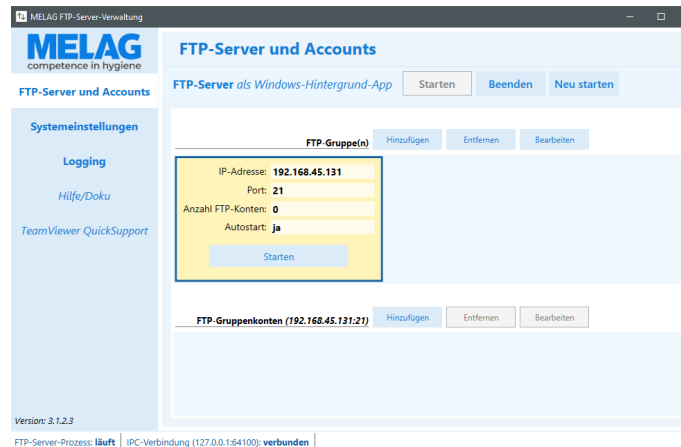 MELAG FTP-Server-Verwaltung
MELAG
competence in hygiene
FTP-Server und Accounts
Systemeinstellungen
Logging
Hilfe/Doku
TeamViewer QuickSupport
Version: 3.1.2.3
FTP-Server und Accounts
FTP-Server als Windows-Hintergrund-App Starten Beenden Neu starten
FTP-Gruppe(n) Hinzufügen Entfernen Bearbeiten
IP-Adresse: 192.168.45.131
Port: 21
Anzahl FTP-Konten: 0
Autostart: ja
Starten
FTP-Gruppenkonten (192.168.45.131:21) Hinzufügen Entfernen Bearbeiten
FTP-Server-Prozess: läuft IPC-Verbindung (127.0.0.1:64100): verbunden